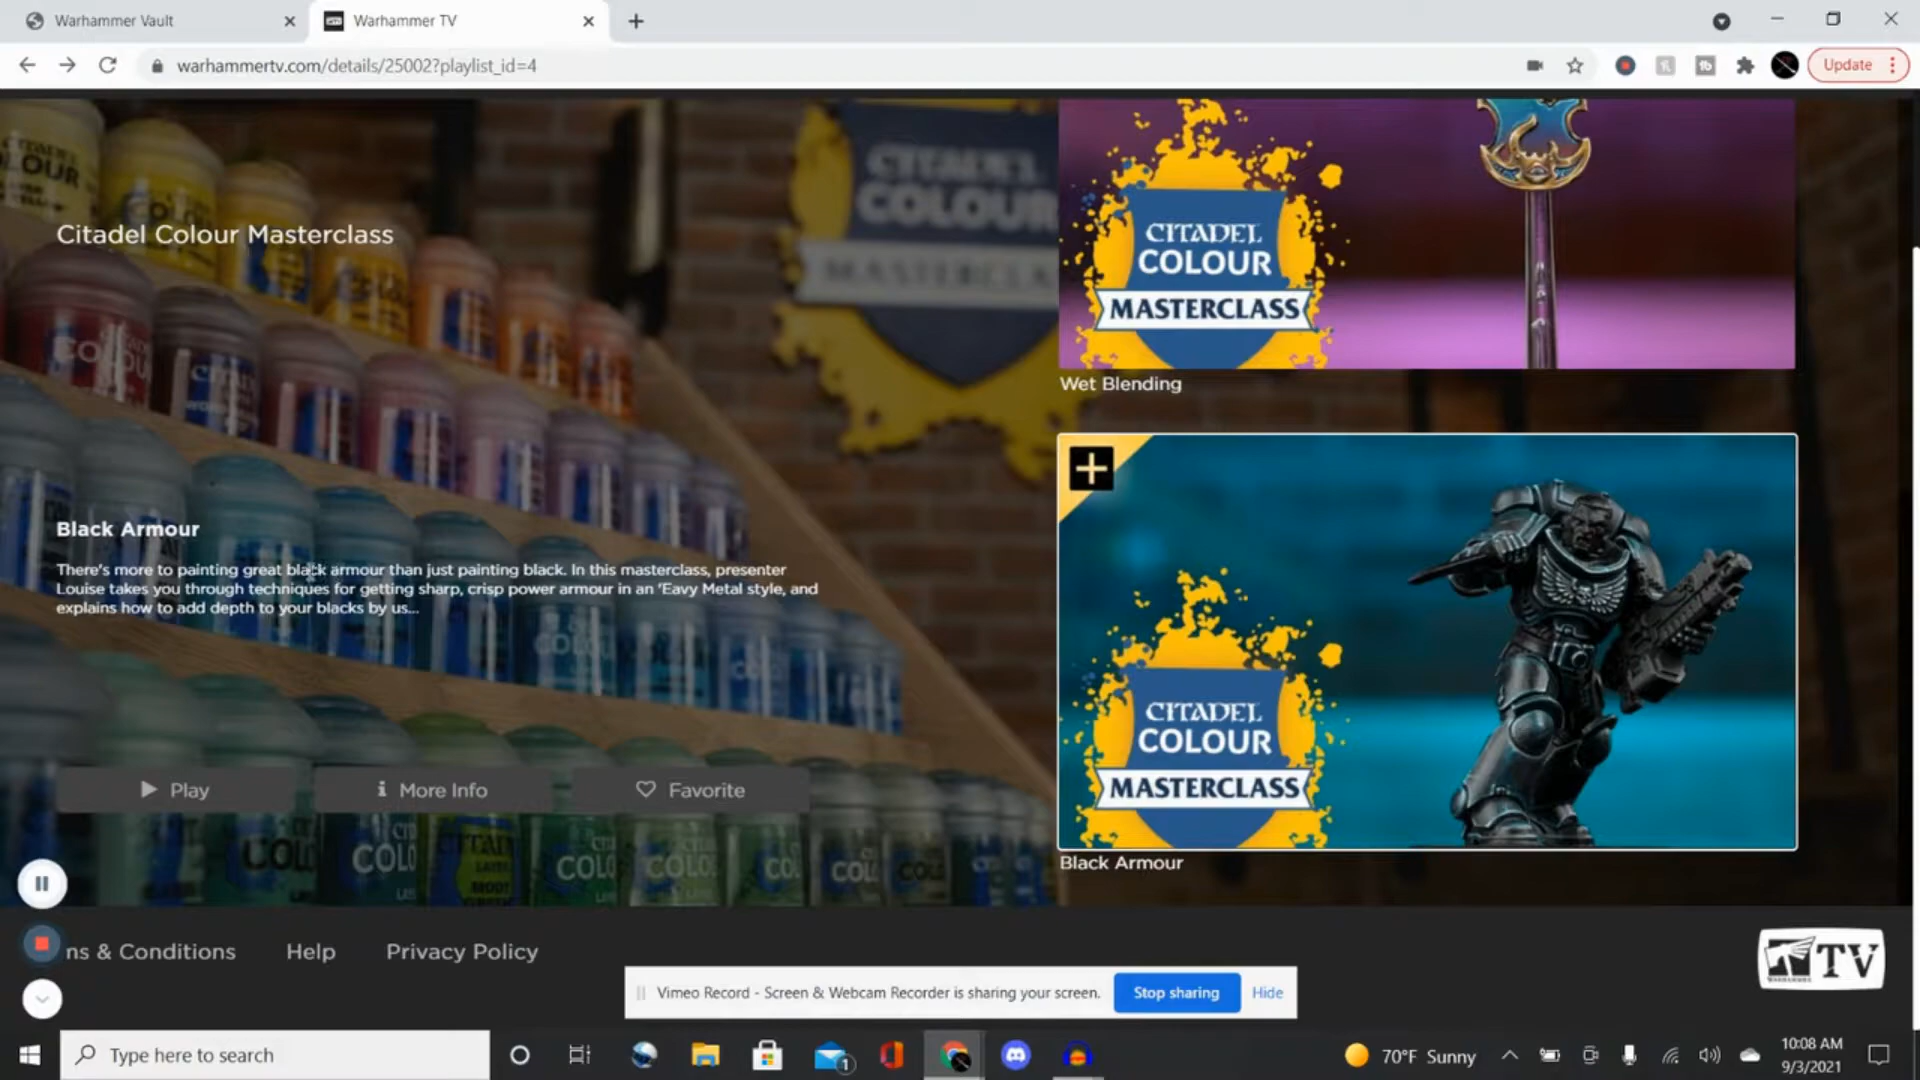 Warhammer Vault
Warhammer TV
warhammertv.com/details/25002?playlist_id=4
Update
Citadel Colour Masterclass
CITADEL
COLOUR
MASTERCLASS
Wet Blending
Black Armour
There's more to painting great black armour than just painting black. In this masterclass, presenter
Louise takes you through techniques for getting sharp, crisp power armour in an 'Eavy Metal style, and
explains how to add depth to your blacks by us...
CITADEL
COLOUR
MASTERCLASS
Black Armour
Play
More Info
Favorite
ns & Conditions
Help
Privacy Policy
TV
Vimeo Record - Screen & Webcam Recorder is sharing your screen.
Stop sharing
Hide
Type here to search
1
70°F Sunny
10:08 AM
9/3/2021